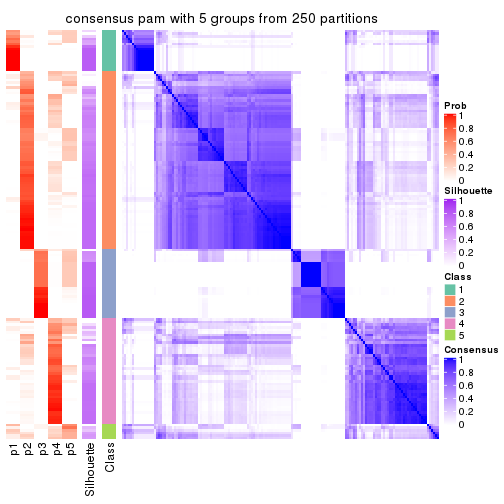 consensus pam with 5 groups from 250 partitions
Prob
1
0.8
0.6
0.4
0.2
0
Silhouette
1
0.8
0.6
0.4
0.2
0
Class
1
2
3
4
5
Consensus
1
0.8
0.6
0.4
0.2
0
p1
p2
p3
p4
p5
Silhouette
Class